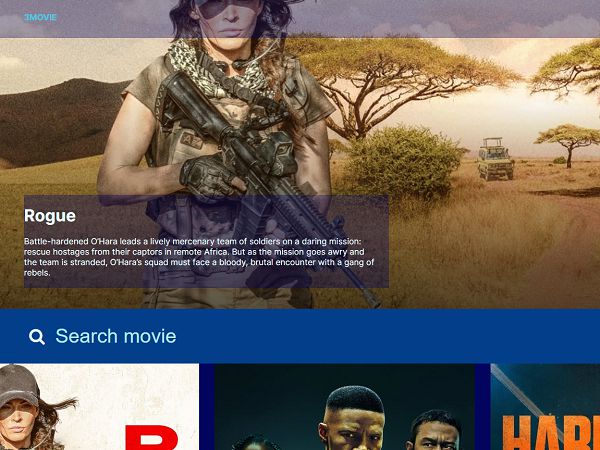 3MOVIE
Rogue
Battle-hardened O'Hara leads a lively mercenary team of soldiers on a daring mission:
rescue hostages from their captors in remote Africa. But as the mission goes awry and
the team is stranded, O'Hara's squad must face a bloody, brutal encounter with a gang of
rebels.
Search movie